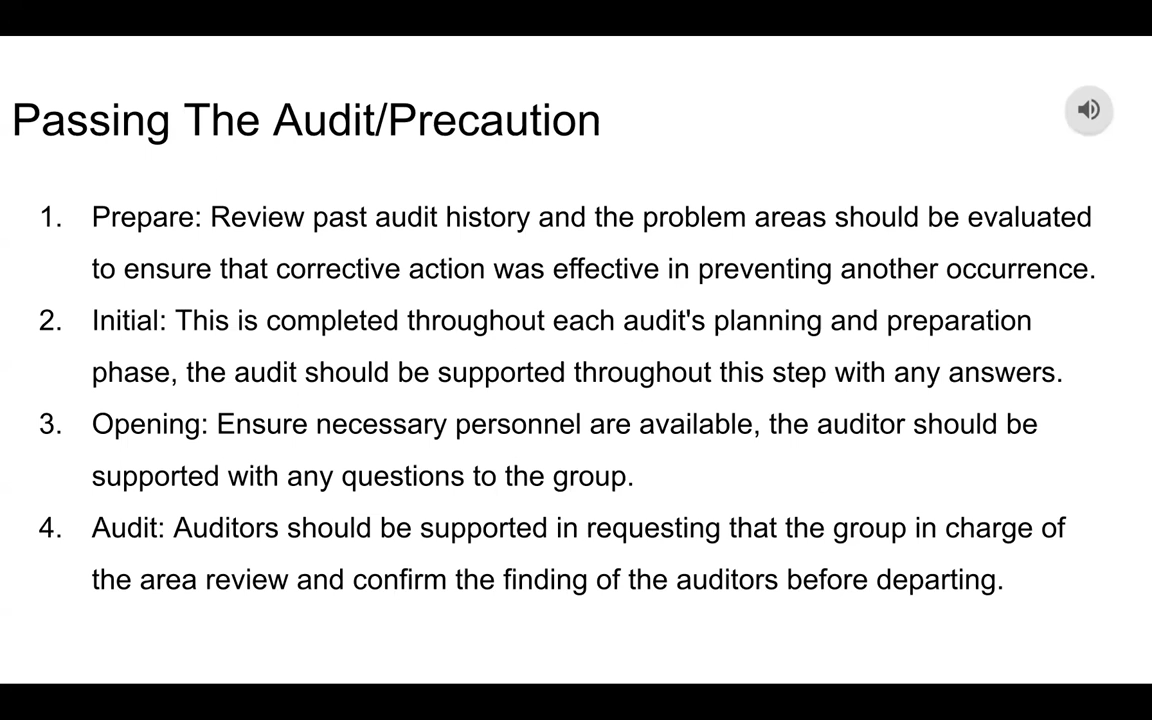 Passing The Audit/Precaution
1. Prepare: Review past audit history and the problem areas should be evaluated
to ensure that corrective action was effective in preventing another occurrence.
2. Initial: This is completed throughout each audit's planning and preparation
phase, the audit should be supported throughout this step with any answers.
3. Opening: Ensure necessary personnel are available, the auditor should be
supported with any questions to the group.
4. Audit: Auditors should be supported in requesting that the group in charge of
the area review and confirm the finding of the auditors before departing.